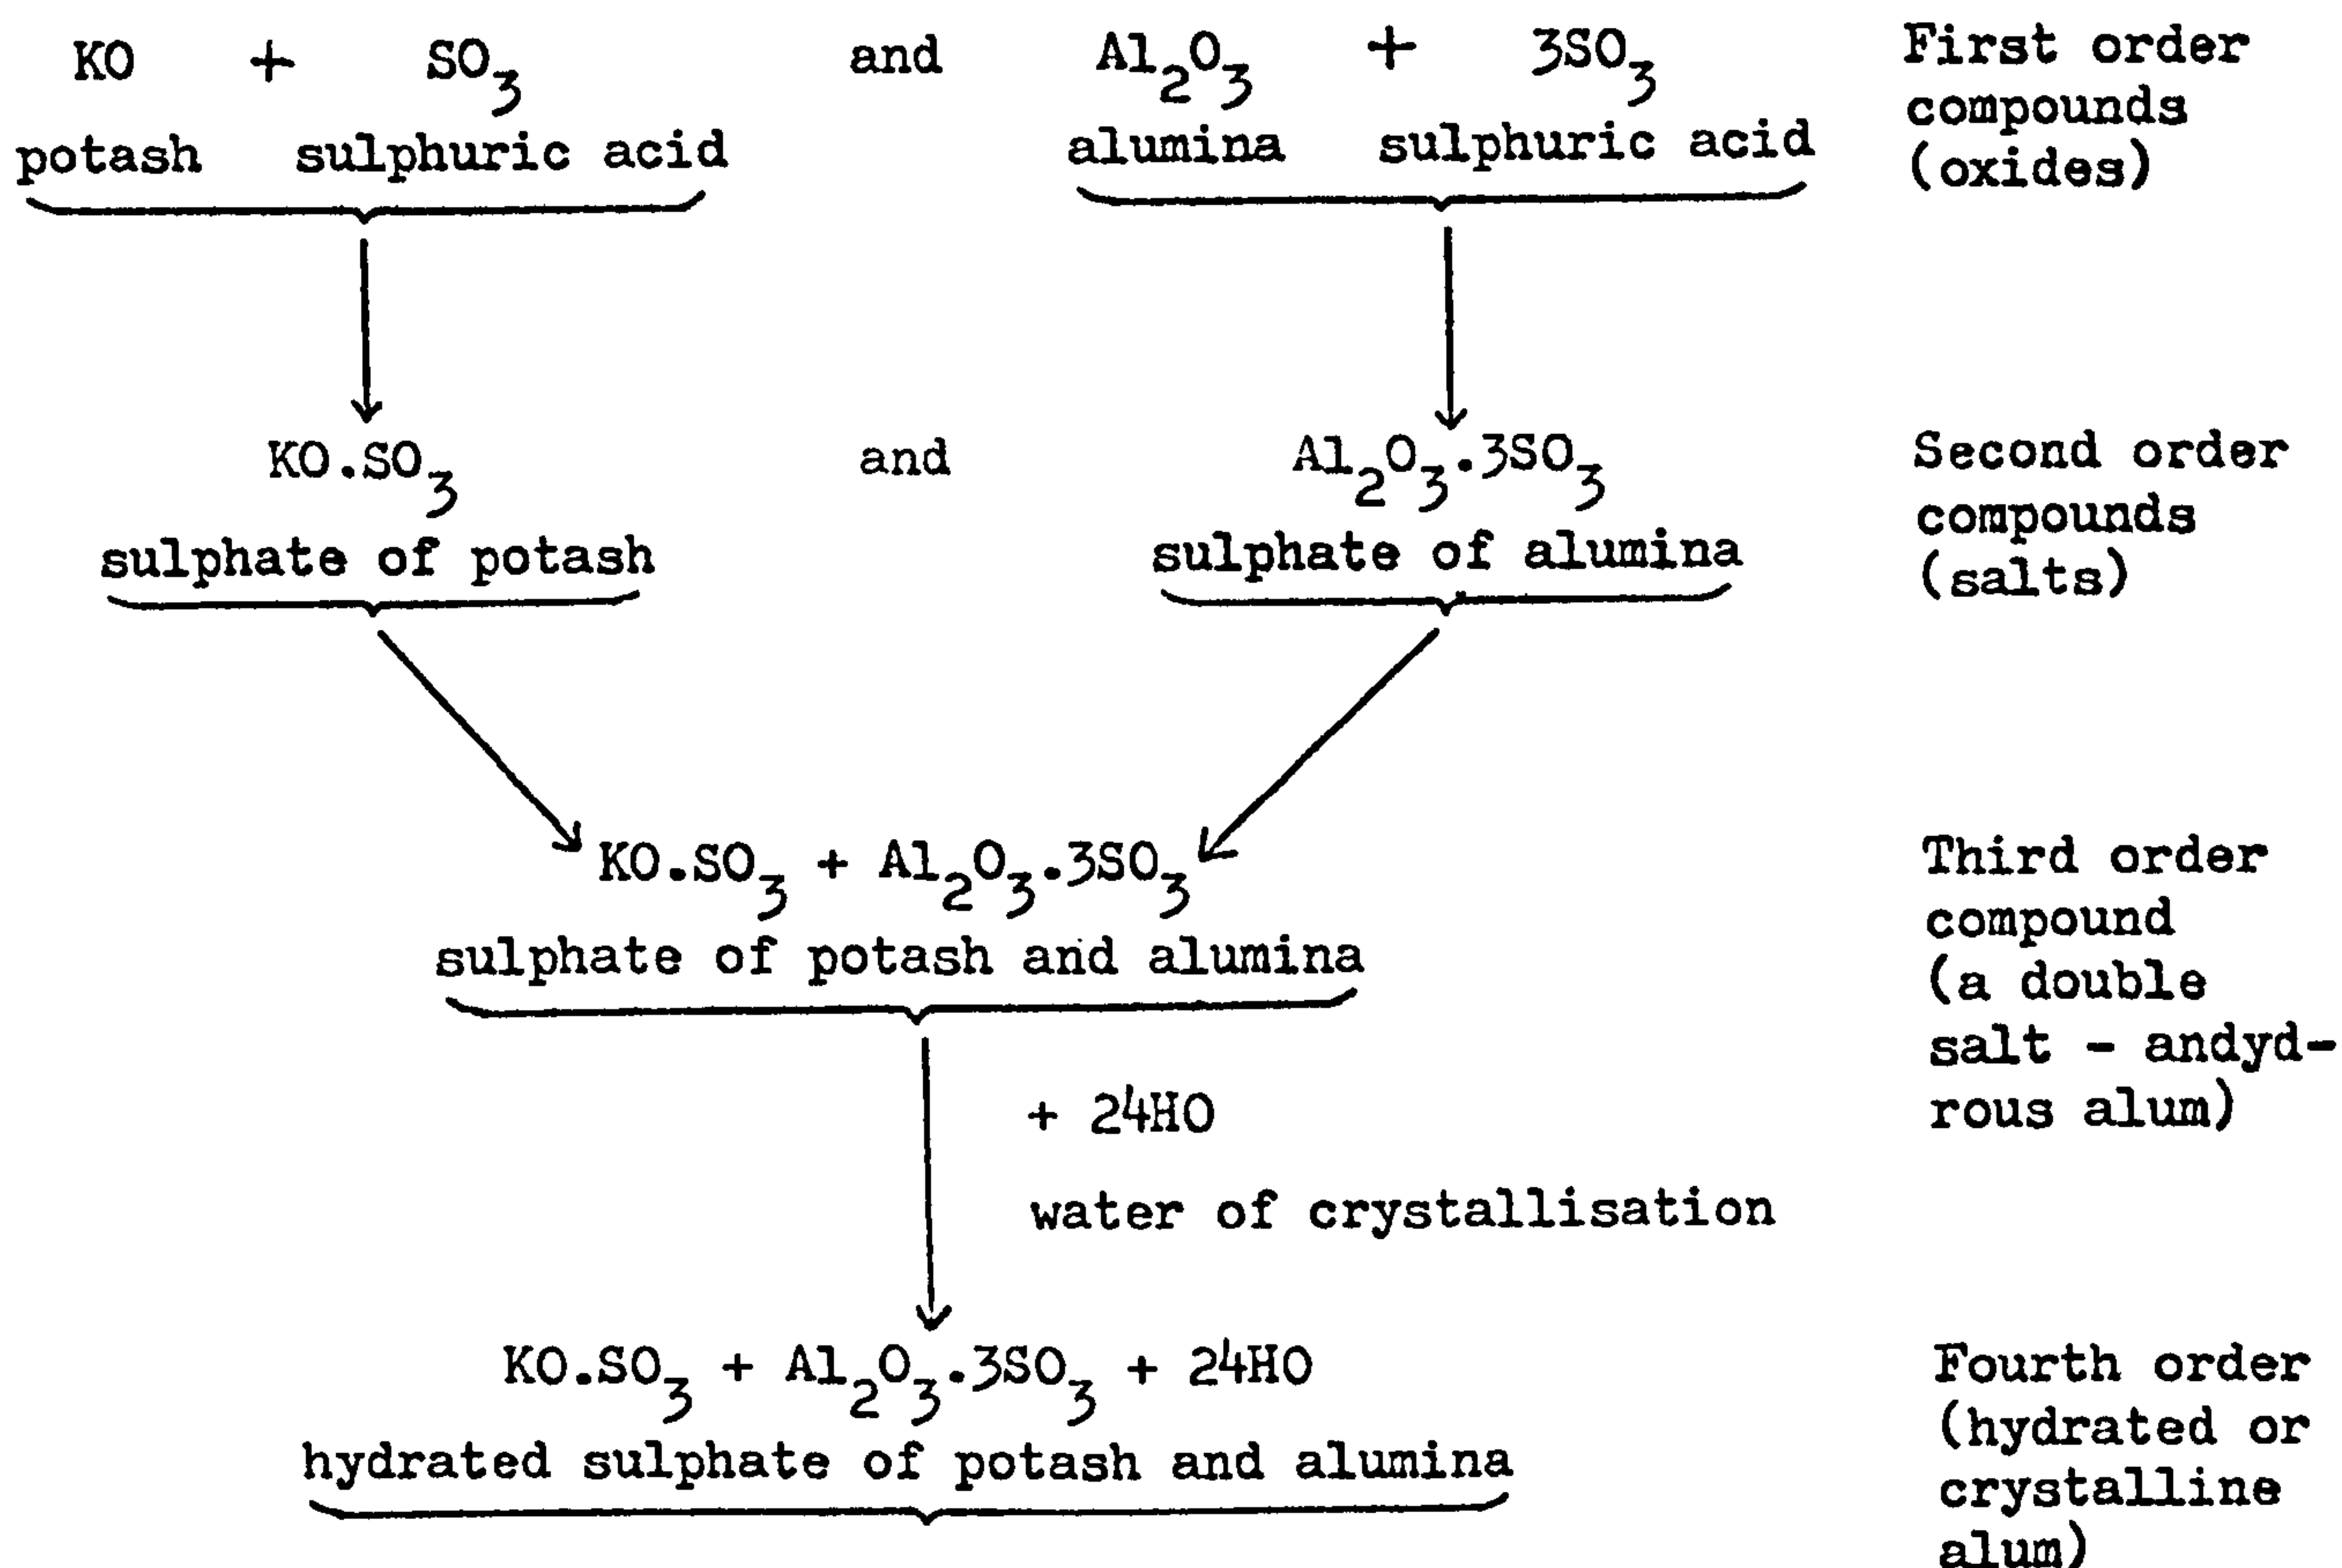 KO + SO3 and Al2O3 + 3SO3 First order
compounds
potash sulphuric acid alumina sulphuric acid (oxides)
KO.SO3 and Al2O3.3SO3 Second order
compounds
sulphate of potash sulphate of alumina (salts)
KO.SO3 + Al2O3.3SO3 Third order
compound
sulphate of potash and alumina (a double
salt - andyd-
+ 24HO rous alum)
water of crystallisation
KO.SO3 + Al2O3.3SO3 + 24HO Fourth order
(hydrated or
hydrated sulphate of potash and alumina crystalline
alum)